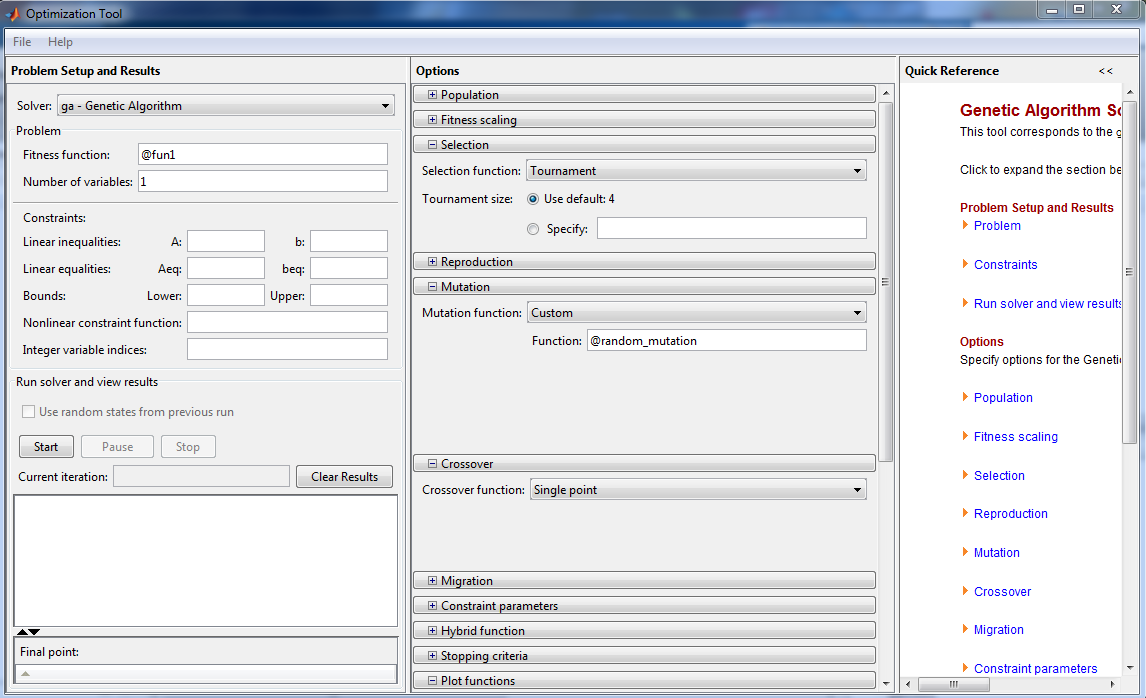 Optimization Tool
File Help
Problem Setup and Results
Solver: ga - Genetic Algorithm
Problem
Fitness function: @fun1
Number of variables: 1
Constraints:
Linear inequalities: A: b:
Linear equalities: Aeq: beq:
Bounds: Lower: Upper:
Nonlinear constraint function:
Integer variable indices:
Run solver and view results
Use random states from previous run
Start Pause Stop
Current iteration: Clear Results
Final point:
Options
Population
Fitness scaling
Selection
Selection function: Tournament
Tournament size: Use default: 4
Specify:
Reproduction
Mutation
Mutation function: Custom
Function: @random_mutation
Crossover
Crossover function: Single point
Migration
Constraint parameters
Hybrid function
Stopping criteria
Plot functions
Quick Reference <<
Genetic Algorithm So
This tool corresponds to the g
Click to expand the section be
Problem Setup and Results
Problem
Constraints
Run solver and view results
Options
Specify options for the Geneti
Population
Fitness scaling
Selection
Reproduction
Mutation
Crossover
Migration
Constraint parameters